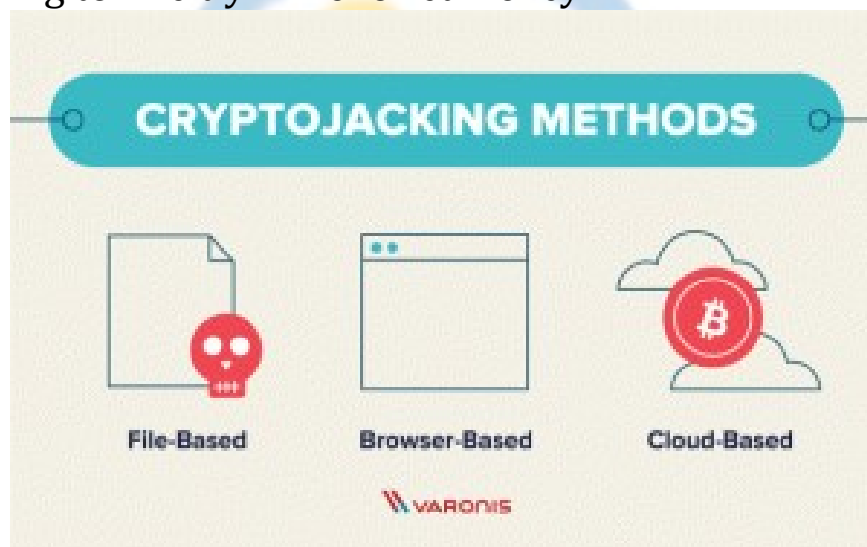 CRYPTOJACKING METHODS
File-Based Browser-Based Cloud-Based
VARONIS